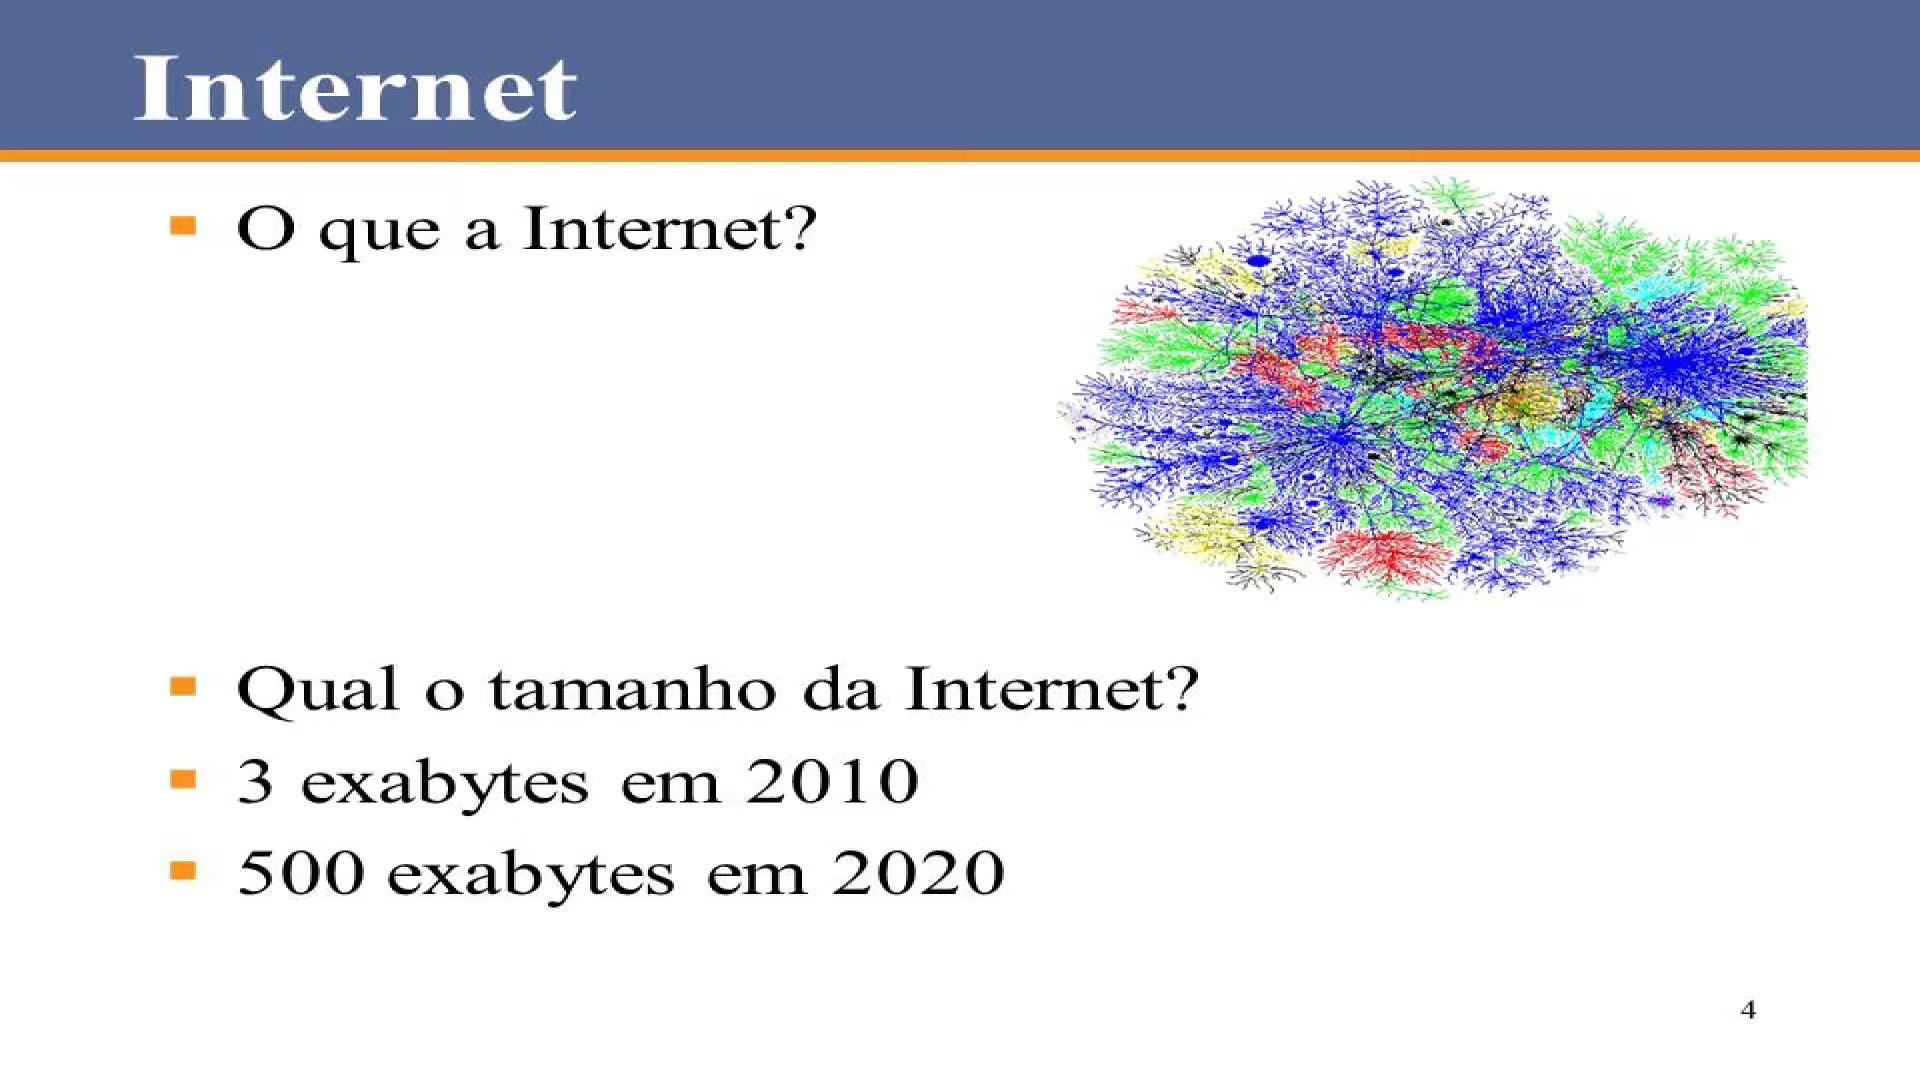 Internet
O que a Internet?
Qual o tamanho da Internet?
3 exabytes em 2010
500 exabytes em 2020
4